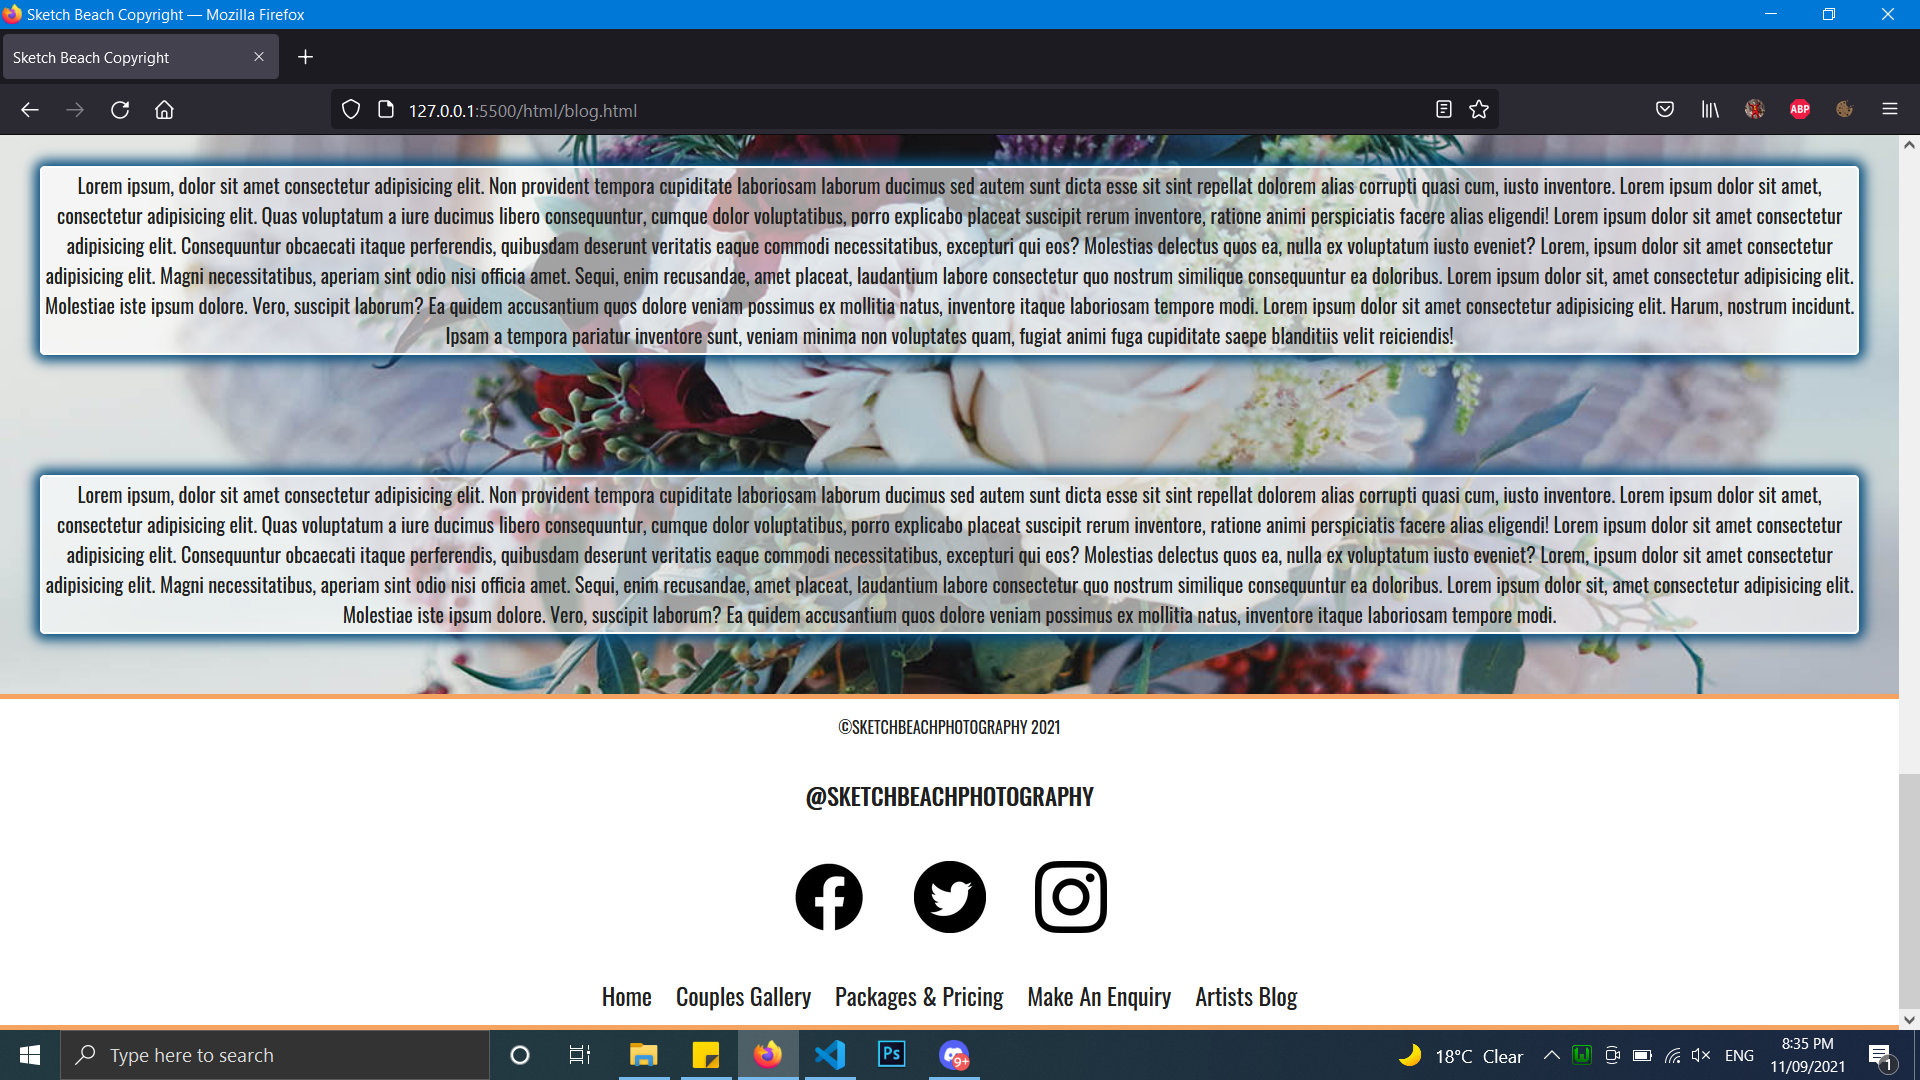 Sketch Beach Copyright — Mozilla Firefox
Sketch Beach Copyright
127.0.0.1:5500/html/blog.html
ABP
Lorem ipsum, dolor sit amet consectetur adipisicing elit. Non provident tempora cupiditate laboriosam laborum ducimus sed autem sunt dicta esse sit sint repellat dolorem alias corrupti quasi cum, iusto inventore. Lorem ipsum dolor sit amet,
consectetur adipisicing elit. Quas voluptatum a iure ducimus libero consequuntur, cumque dolor voluptatibus, porro explicabo placeat suscipit rerum inventore, ratione animi perspiciatis facere alias eligendi! Lorem ipsum dolor sit amet consectetur
adipisicing elit. Consequuntur obcaecati itaque perferendis, quibusdam deserunt veritatis eaque commodi necessitatibus, excepturi qui eos? Molestias delectus quos ea, nulla ex voluptatum iusto eveniet? Lorem, ipsum dolor sit amet consectetur
adipisicing elit. Magni necessitatibus, aperiam sint odio nisi officia amet. Sequi, enim recusandae, amet placeat, laudantium labore consectetur quo nostrum similique consequuntur ea doloribus. Lorem ipsum dolor sit, amet consectetur adipisicing elit.
Molestiae iste ipsum dolore. Vero, suscipit laborum? Ea quidem accusantium quos dolore veniam possimus ex mollitia natus, inventore itaque laboriosam tempore modi. Lorem ipsum dolor sit amet consectetur adipisicing elit. Harum, nostrum incidunt.
Ipsam a tempora pariatur inventore sunt, veniam minima non voluptates quam, fugiat animi fuga cupiditate saepe blanditiis velit reiciendis!
Lorem ipsum, dolor sit amet consectetur adipisicing elit. Non provident tempora cupiditate laboriosam laborum ducimus sed autem sunt dicta esse sit sint repellat dolorem alias corrupti quasi cum, iusto inventore. Lorem ipsum dolor sit amet,
consectetur adipisicing elit. Quas voluptatum a iure ducimus libero consequuntur, cumque dolor voluptatibus, porro explicabo placeat suscipit rerum inventore, ratione animi perspiciatis facere alias eligendi! Lorem ipsum dolor sit amet consectetur
adipisicing elit. Consequuntur obcaecati itaque perferendis, quibusdam deserunt veritatis eaque commodi necessitatibus, excepturi qui eos? Molestias delectus quos ea, nulla ex voluptatum iusto eveniet? Lorem, ipsum dolor sit amet consectetur
adipisicing elit. Magni necessitatibus, aperiam sint odio nisi officia amet. Sequi, enim recusandae, amet placeat, laudantium labore consectetur quo nostrum similique consequuntur ea doloribus. Lorem ipsum dolor sit, amet consectetur adipisicing elit.
Molestiae iste ipsum dolore. Vero, suscipit laborum? Ea quidem accusantium quos dolore veniam possimus ex mollitia natus, inventore itaque laboriosam tempore modi.
©SKETCHBEACHPHOTOGRAPHY 2021
@SKETCHBEACHPHOTOGRAPHY
Home Couples Gallery Packages & Pricing Make An Enquiry Artists Blog
Type here to search
Ps
9+
18°C Clear
ENG
8:35 PM
11/09/2021
1